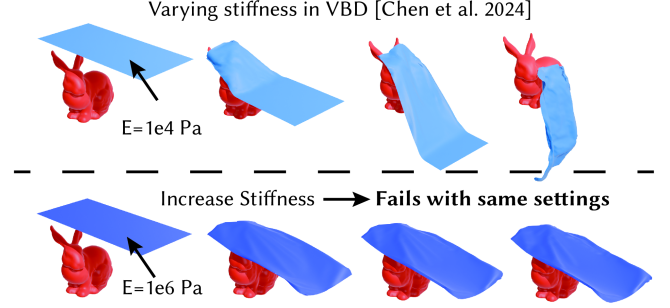 Varying stiffness in VBD [Chen et al. 2024]
E=1e4 Pa
Increase Stiffness Fails with same settings
E=1e6 Pa